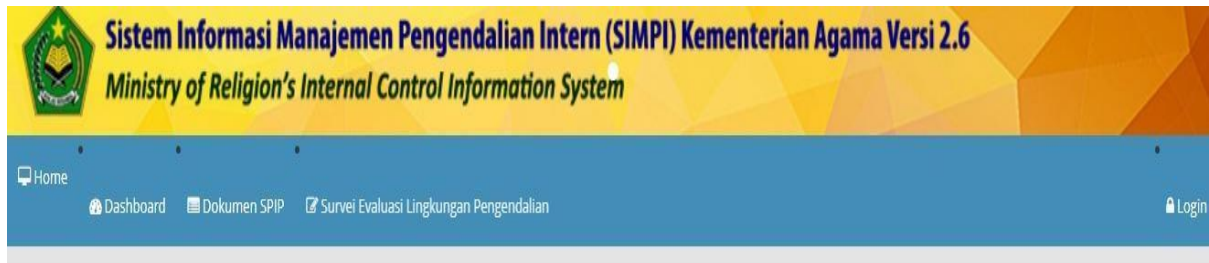 Sistem Informasi Manajemen Pengendalian Intern (SIMPI) Kementerian Agama Versi 2.6
Ministry of Religion's Internal Control Information System
Home
Dashboard Dokumen SPIP Survei Evaluasi Lingkungan Pengendalian Login